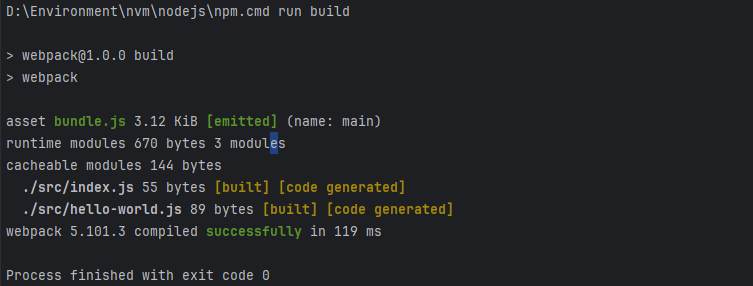 D:\Environment\nvm\nodejs\npm.cmd run build
> webpack@1.0.0 build
> webpack
asset bundle.js 3.12 KiB [emitted] (name: main)
runtime modules 670 bytes 3 modules
cacheable modules 144 bytes
./src/index.js 55 bytes [built] [code generated]
./src/hello-world.js 89 bytes [built] [code generated]
webpack 5.101.3 compiled successfully in 119 ms
Process finished with exit code 0